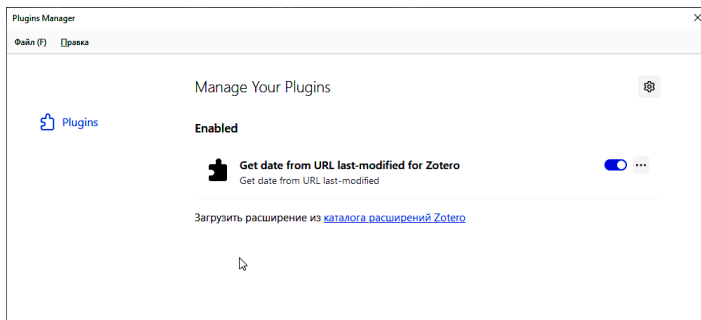 Plugins Manager
Файл (F) Правка
Manage Your Plugins
Plugins
Enabled
Get date from URL last-modified for Zotero
Get date from URL last-modified
Загрузить расширение из каталога расширений Zotero